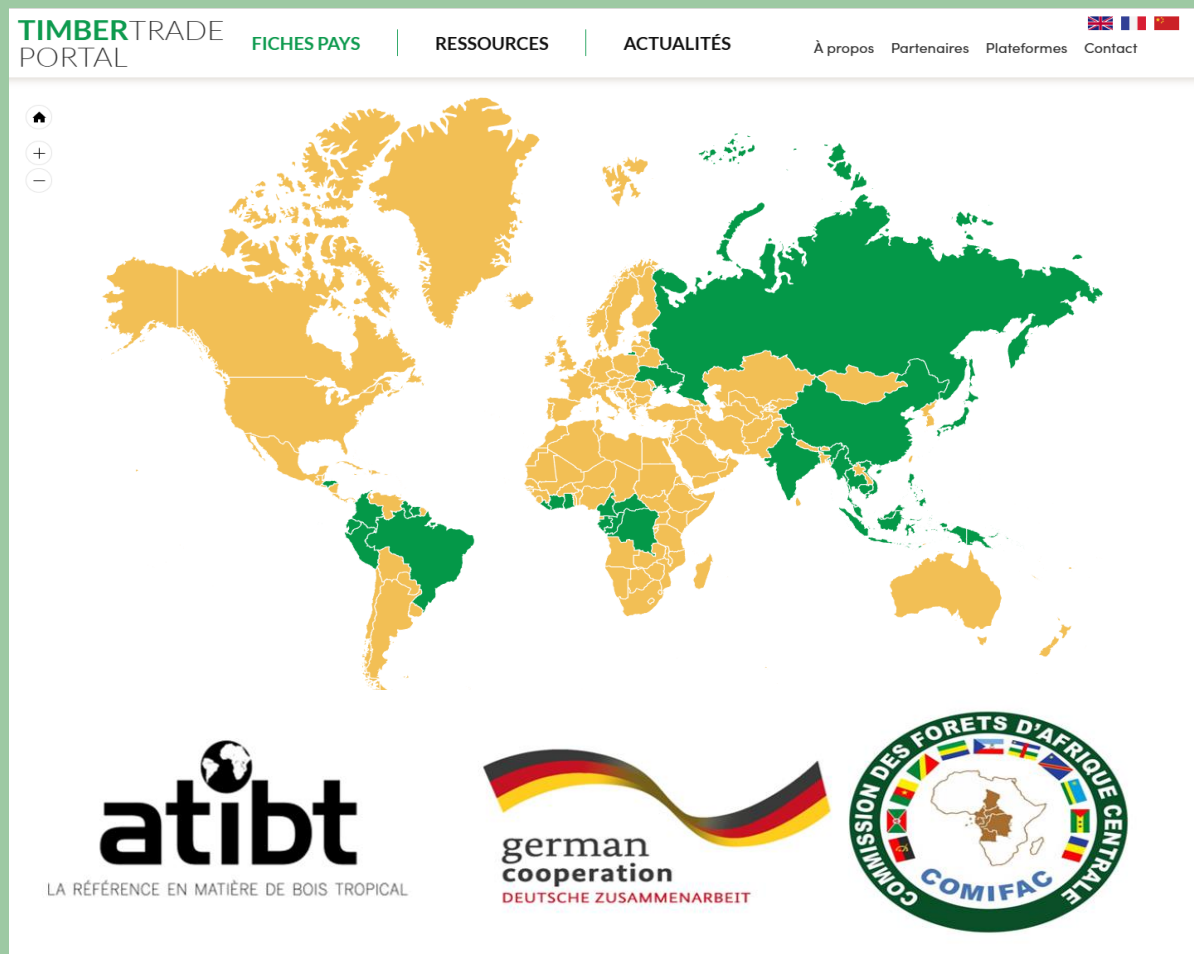 TIMBERTRADE
PORTAL
FICHES PAYS
RESSOURCES
ACTUALITÉS
À propos
Partenaires
Plateformes
Contact
atibt
LA RÉFÉRENCE EN MATIÈRE DE BOIS TROPICAL
german
cooperation
DEUTSCHE ZUSAMMENARBEIT
COMMISSION DES FORETS D'AFRIQUE CENTRALE
COMIFAC